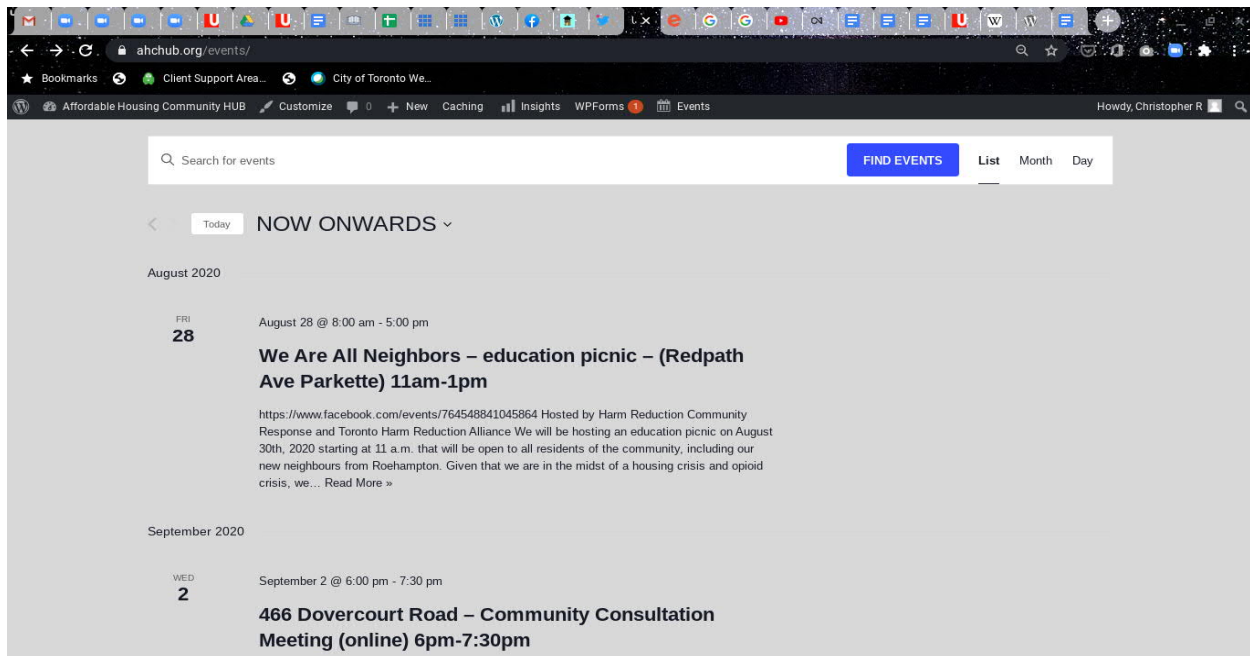 ahchub.org/events/
Bookmarks Client Support Area... City of Toronto We...
Affordable Housing Community HUB Customize 0 New Caching Insights WPForms 1 Events Howdy, Christopher R
Search for events FIND EVENTS List Month Day
Today NOW ONWARDS
August 2020
FRI
28
August 28 @ 8:00 am - 5:00 pm
We Are All Neighbors – education picnic – (Redpath
Ave Parkette) 11am-1pm
https://www.facebook.com/events/764548841045864 Hosted by Harm Reduction Community
Response and Toronto Harm Reduction Alliance We will be hosting an education picnic on August
30th, 2020 starting at 11 a.m. that will be open to all residents of the community, including our
new neighbours from Roehampton. Given that we are in the midst of a housing crisis and opioid
crisis, we… Read More »
September 2020
WED
2
September 2 @ 6:00 pm - 7:30 pm
466 Dovercourt Road – Community Consultation
Meeting (online) 6pm-7:30pm